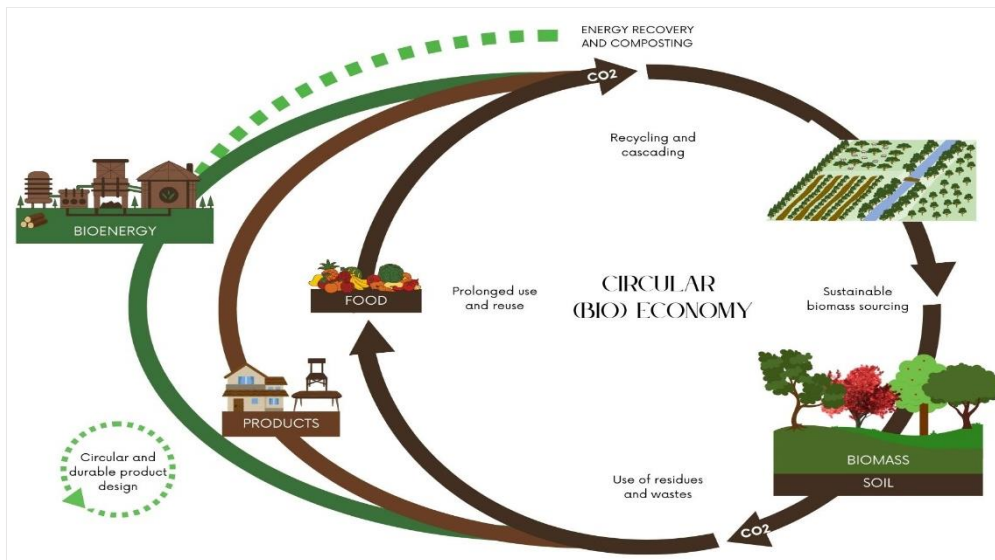 ENERGY RECOVERY
AND COMPOSTING
CO2
Recycling and
cascading
BIOENERGY
FOOD
Prolonged use
and reuse
CIRCULAR
(BIO) ECONOMY
Sustainable
biomass sourcing
PRODUCTS
Circular and
durable product
design
Use of residues
and wastes
BIOMASS
SOIL
CO2